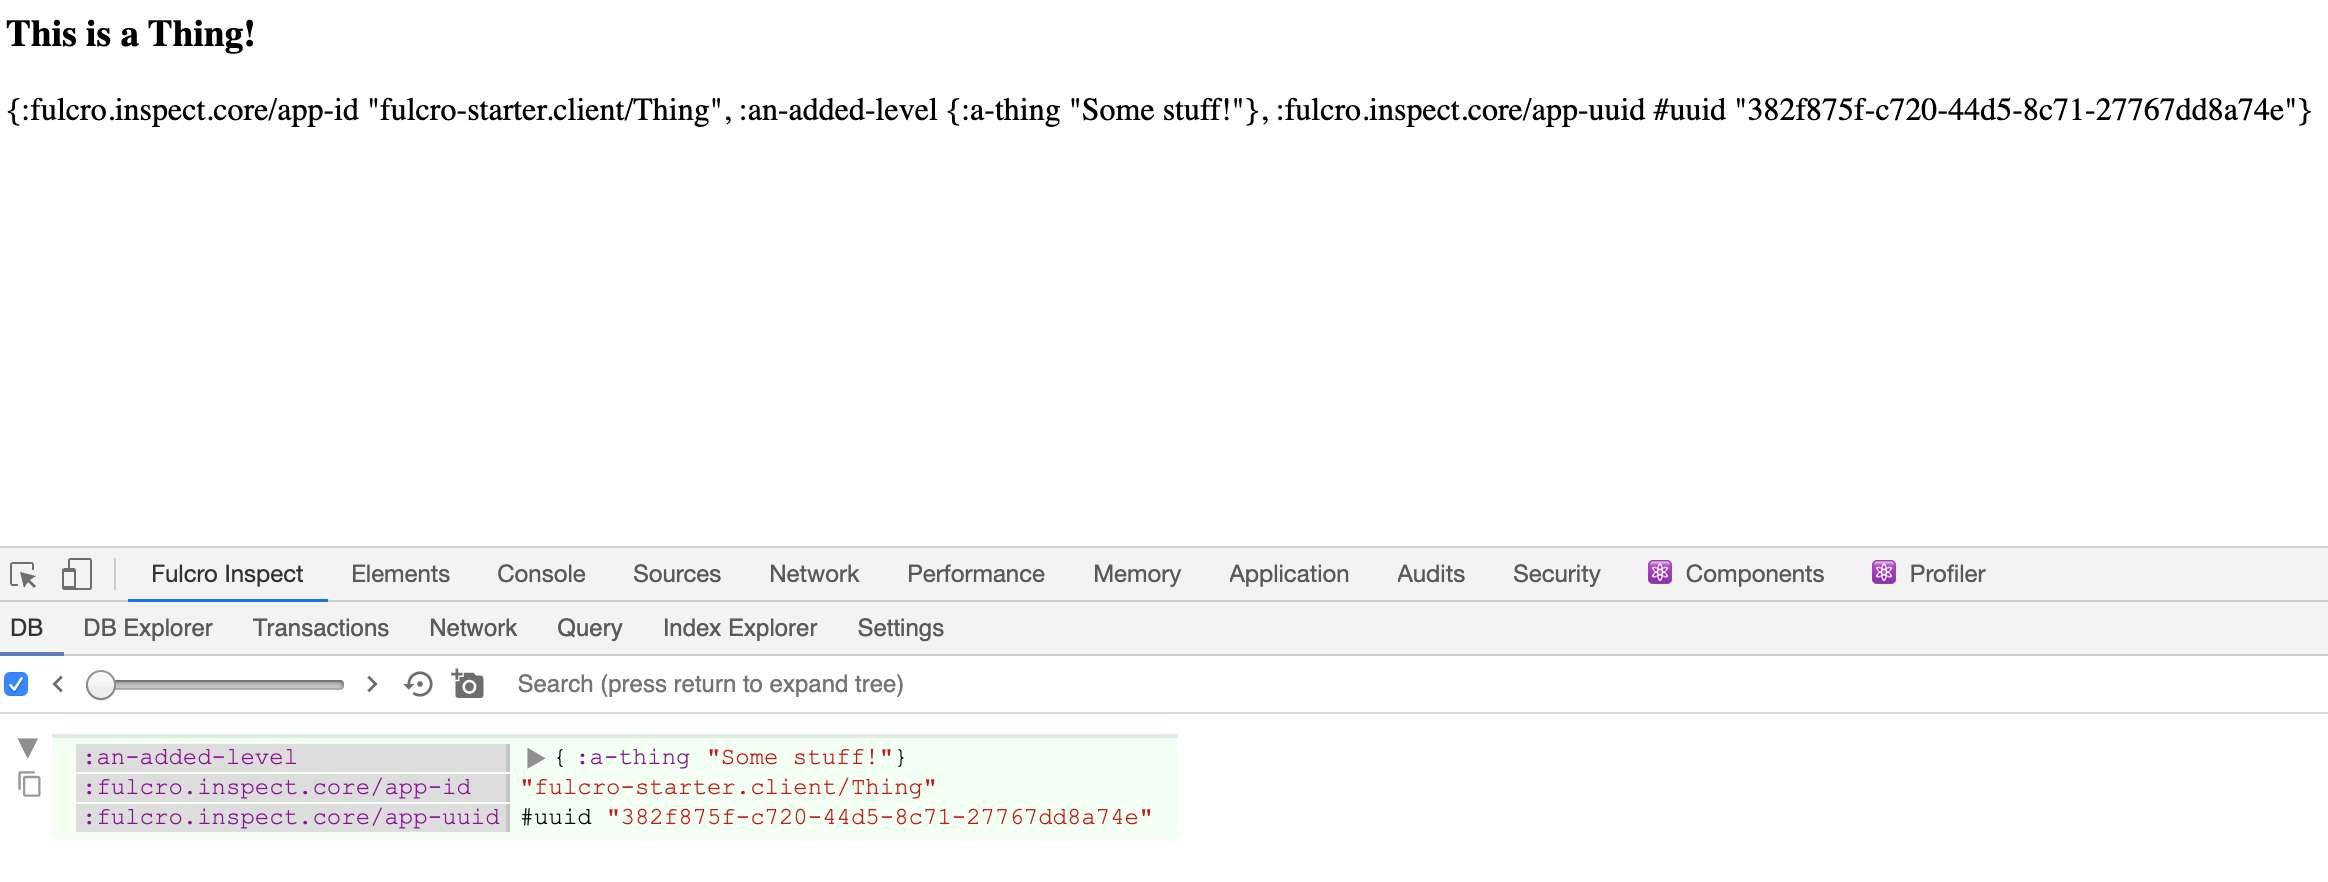 This is a Thing!
{:fulcro.inspect.core/app-id "fulcro-starter.client/Thing", :an-added-level {:a-thing "Some stuff!"}, :fulcro.inspect.core/app-uuid #uuid "382f875f-c720-44d5-8c71-27767dd8a74e"}
Fulcro Inspect Elements Console Sources Network Performance Memory Application Audits Security Components Profiler
DB DB Explorer Transactions Network Query Index Explorer Settings
Search (press return to expand tree)
:an-added-level { :a-thing "Some stuff!"}
:fulcro.inspect.core/app-id "fulcro-starter.client/Thing"
:fulcro.inspect.core/app-uuid #uuid "382f875f-c720-44d5-8c71-27767dd8a74e"